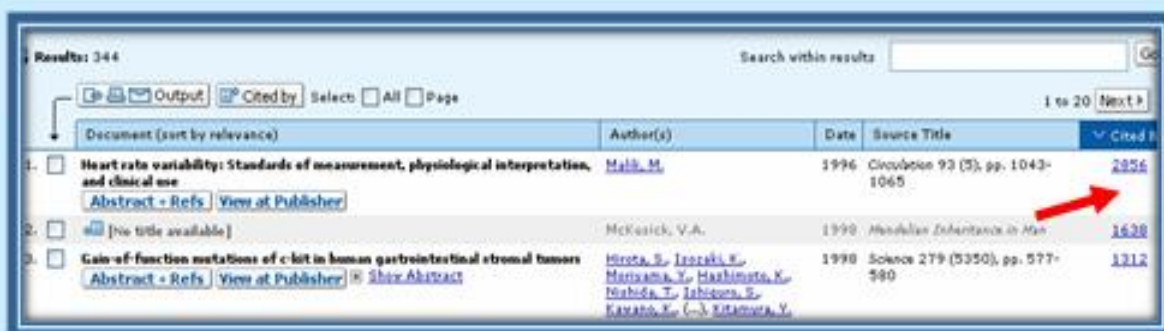 Results: 344
Search within results
Go
Output Cited by Select: All Page
1 to 20 Next
Document (sort by relevance) Author(s) Date Source Title Cited
1. Heart rate variability: Standards of measurement, physiological interpretation, Malik, M. 1996 Circulation 93 (5), pp. 1043- 2856
and clinical use 1065
Abstract + Refs View at Publisher
2. [No title available] McKusick, V.A. 1998 Mendelian Inheritance in Man 1638
3. Gain-of-function mutations of c-kit in human gastrointestinal stromal tumors Hirota, S., Isozaki, K., 1998 Science 279 (5350), pp. 577- 1312
Abstract + Refs View at Publisher Show Abstract Moriyama, Y., Hashimoto, K., 580
Nishida, T., Ishiguro, S.,
Kawano, K., (...), Kitamura, Y.